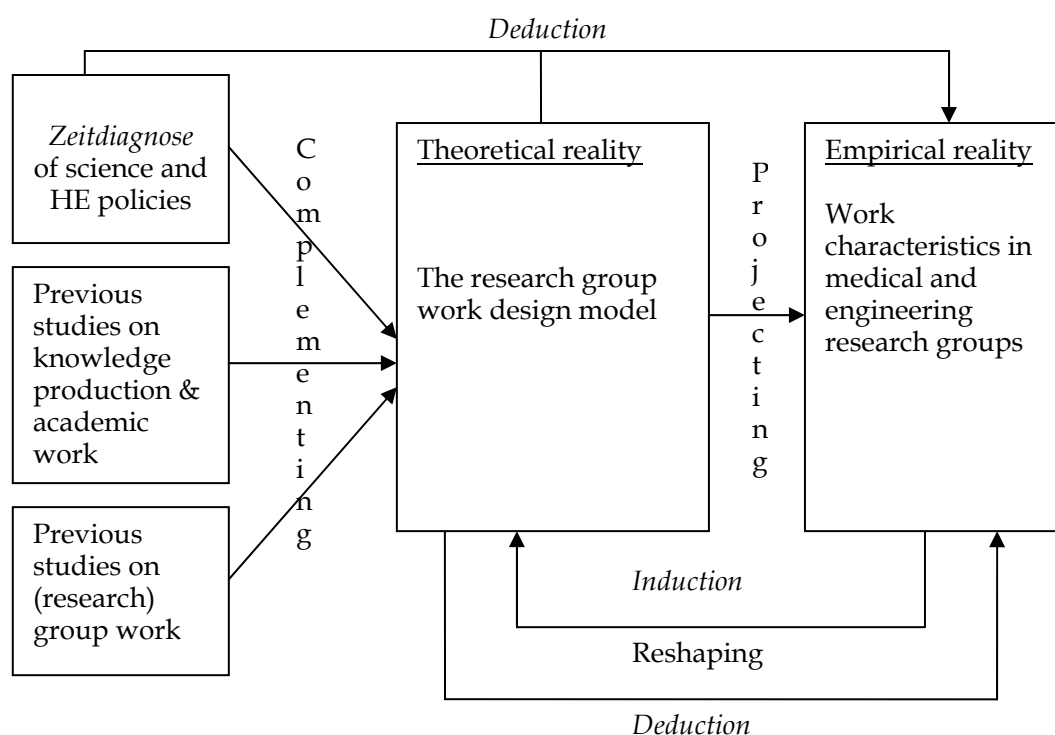 Deduction
Zeitdiagnose
of science and
HE policies
Previous
studies on
knowledge
production &
academic
work
Previous
studies on
(research)
group work
Complementing
Theoretical reality
The research group
work design model
Projecting
Empirical reality
Work
characteristics in
medical and
engineering
research groups
Induction
Reshaping
Deduction